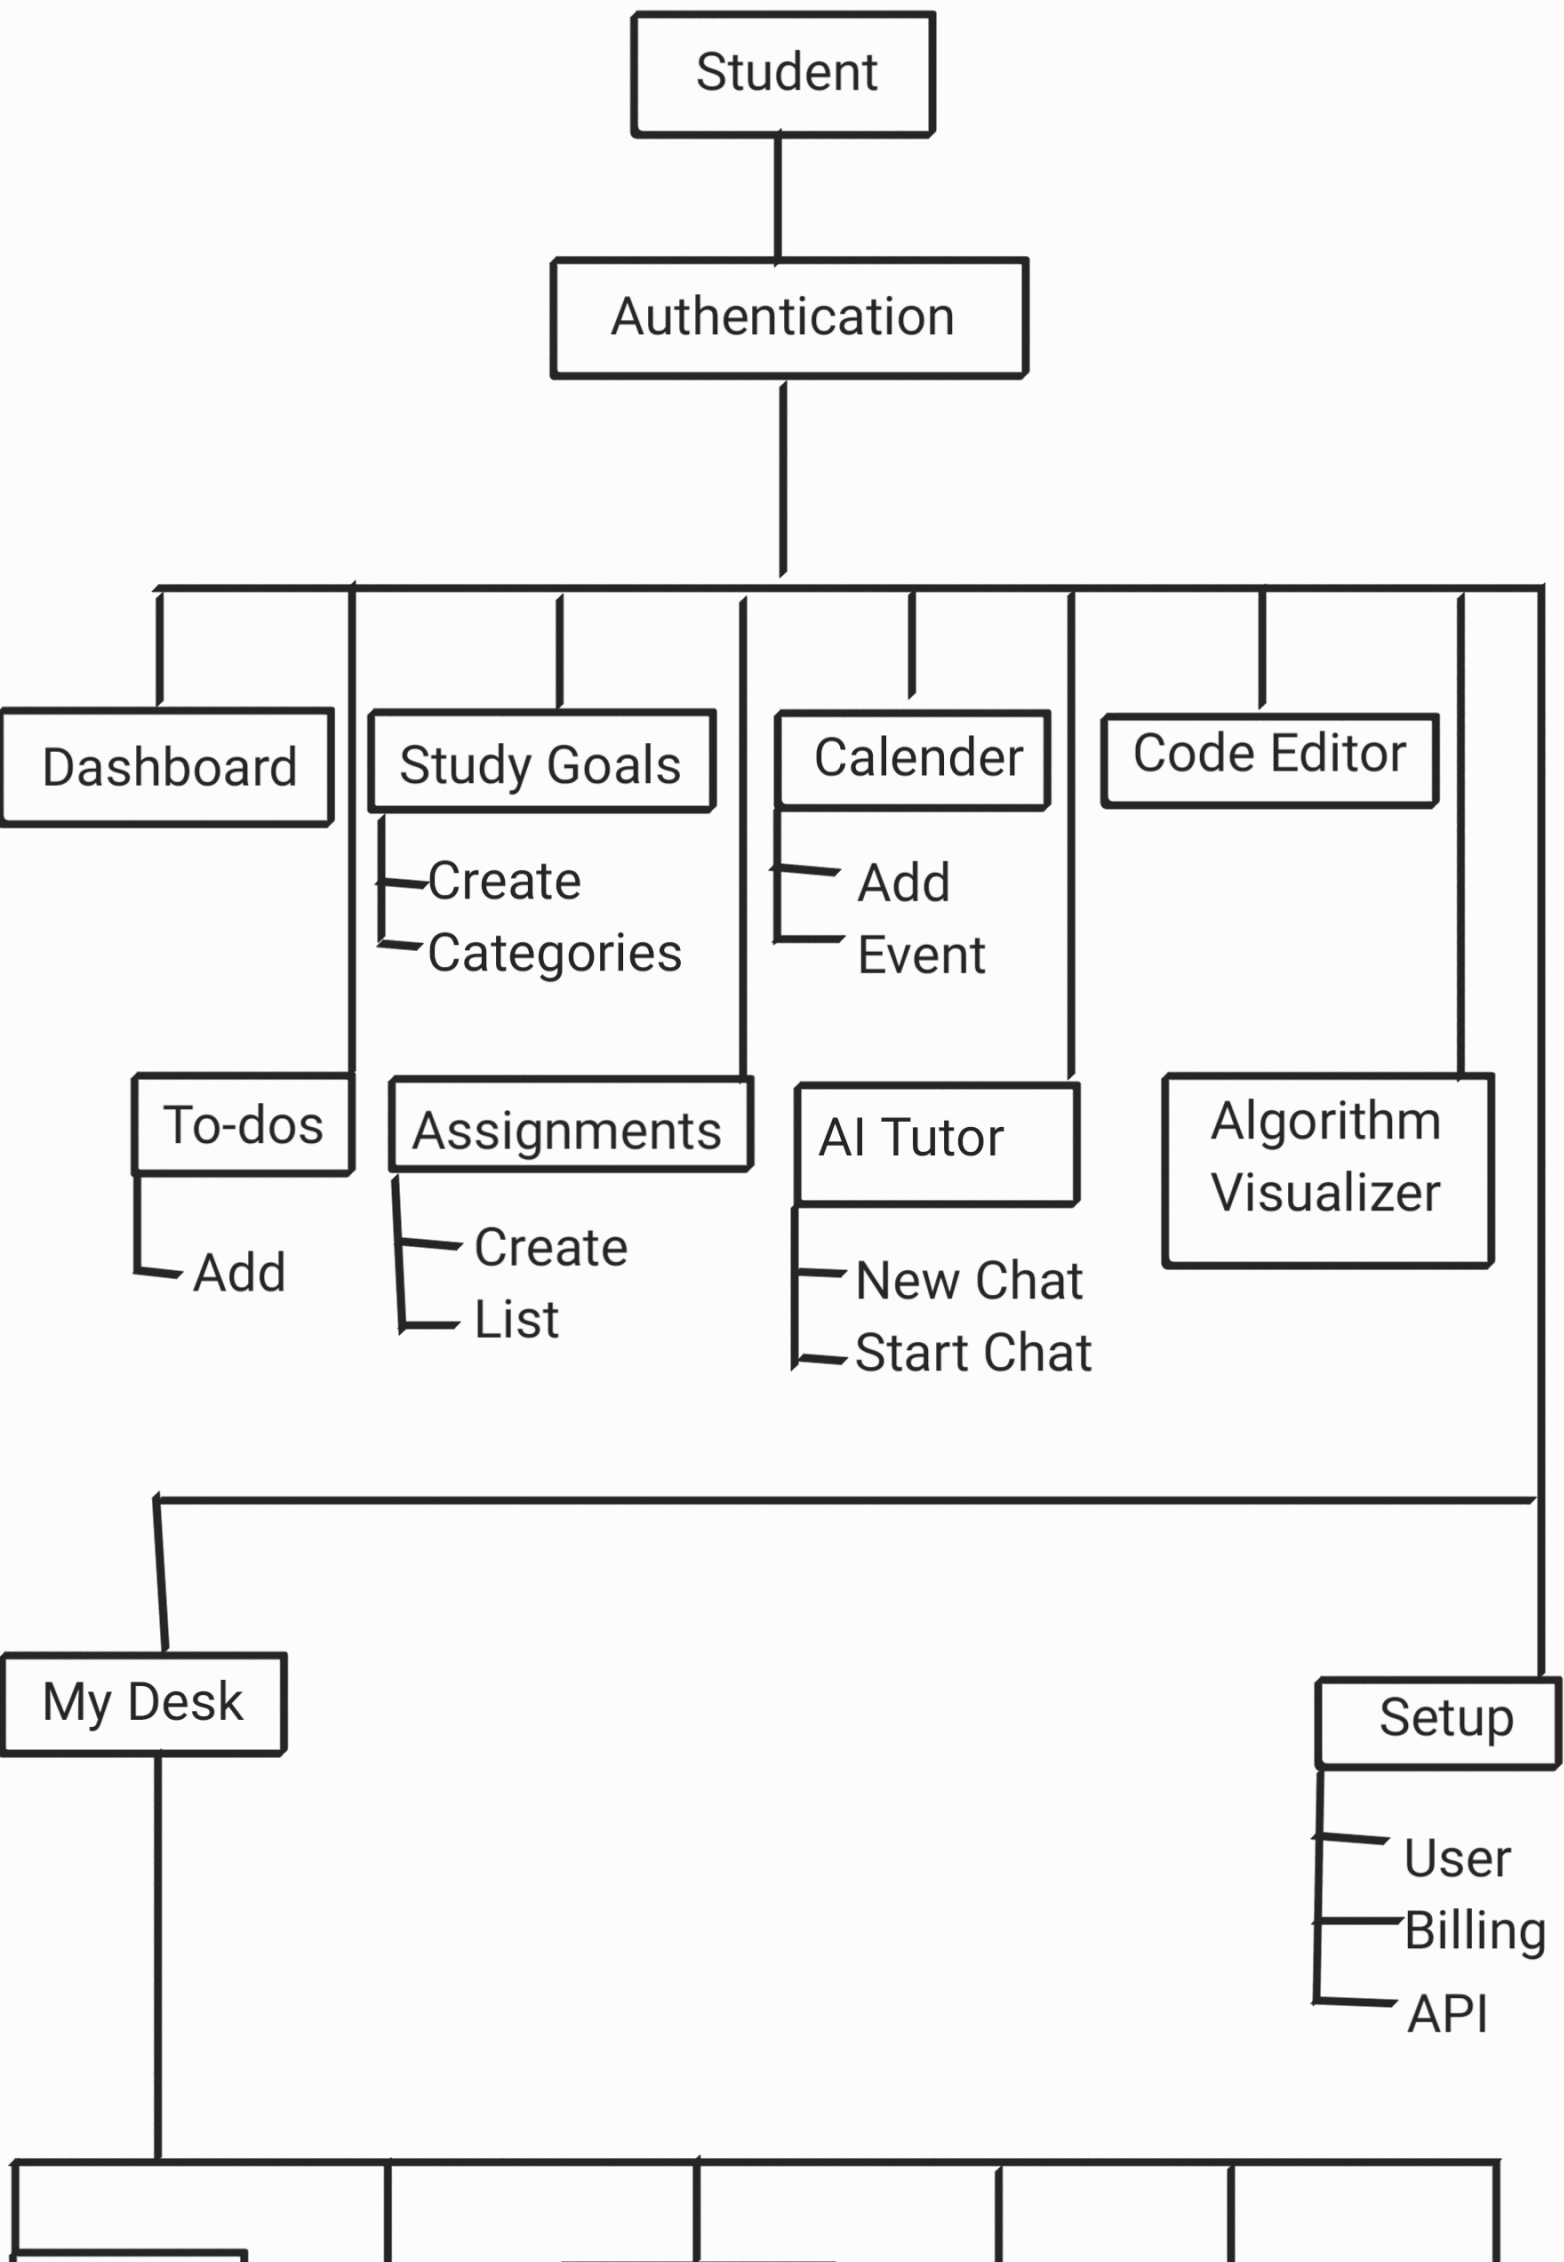 Student
Authentication
Dashboard
Study Goals
Create
Categories
Calender
Add
Event
Code Editor
To-dos
Add
Assignments
Create
List
AI Tutor
New Chat
Start Chat
Algorithm
Visualizer
My Desk
Setup
User
Billing
API